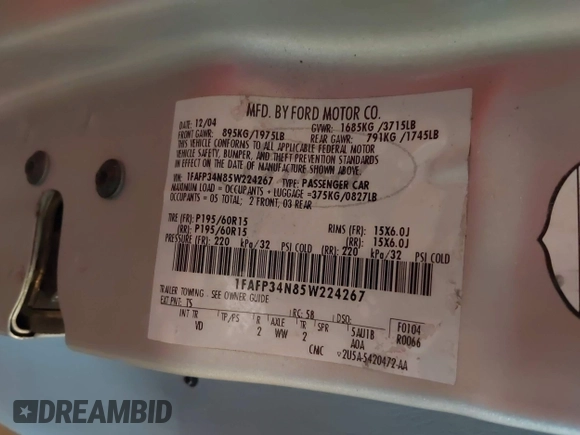 MFD. BY FORD MOTOR CO.
DATE: 12/04 GVWR: 1685KG /3715LB
FRONT GAWR: 895KG/1975LB REAR GAWR: 791KG/1745LB
THIS VEHICLE CONFORMS TO ALL APPLICABLE FEDERAL MOTOR
VEHICLE SAFETY, BUMPER, AND THEFT PREVENTION STANDARDS
IN EFFECT ON THE DATE OF MANUFACTURE SHOWN ABOVE.
VIN: 1FAFP34N85W224267 TYPE: PASSENGER CAR
MAXIMUM LOAD = OCCUPANTS + LUGGAGE =375KG/0827LB
OCCUPANTS = 05 TOTAL; 2 FRONT, 03 REAR
TIRE (FR): P195/60R15 RIMS (FR): 15X6.0J
(RR): P195/60R15 (RR): 15X6.0J
PRESSURE (FR): 220 kPa/32 PSI COLD (RR): 220 kPa/32 PSI COLD
1FAFP34N85W224267
TRAILER TOWING - SEE OWNER GUIDE
EXT PNT: TS RC: 58 DSO: F0104
INT TR TP/PS R AXLE TR SPR R0066
VD 2 WW 2 5AU1B
AOA
CMC 2U5A-5420472-AA
DREAMBID